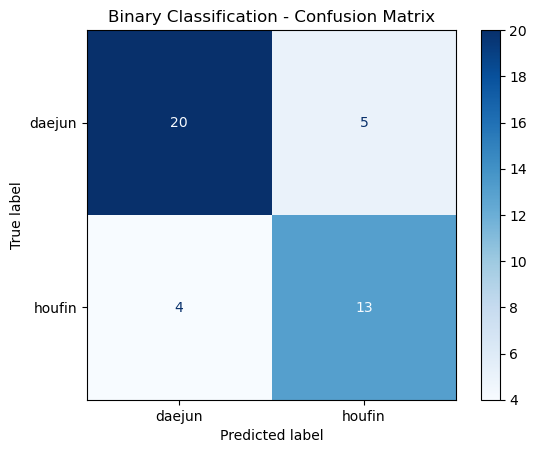 Binary Classification - Confusion Matrix
True label
daejun
20
5
houfin
4
13
daejun
houfin
Predicted label
20
18
16
14
12
10
8
6
4